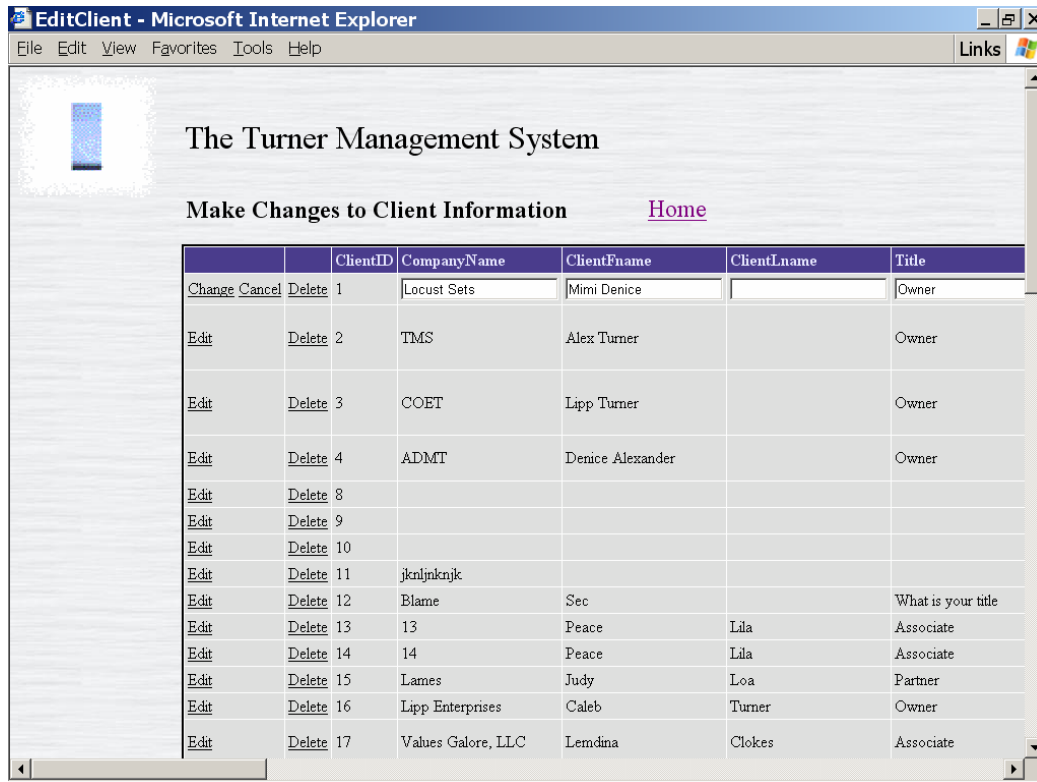 EditClient - Microsoft Internet Explorer
File Edit View Favorites Tools Help Links
The Turner Management System
Make Changes to Client Information Home
ClientID CompanyName ClientFname ClientLname Title
Change Cancel Delete 1 Locust Sets Mimi Denice Owner
Edit Delete 2 TMS Alex Turner Owner
Edit Delete 3 COET Lipp Turner Owner
Edit Delete 4 ADMT Denice Alexander Owner
Edit Delete 8
Edit Delete 9
Edit Delete 10
Edit Delete 11 jknljnknjk
Edit Delete 12 Blame Sec What is your title
Edit Delete 13 13 Peace Lila Associate
Edit Delete 14 14 Peace Lila Associate
Edit Delete 15 Lames Judy Loa Partner
Edit Delete 16 Lipp Enterprises Caleb Turner Owner
Edit Delete 17 Values Galore, LLC Lemdina Clokes Associate